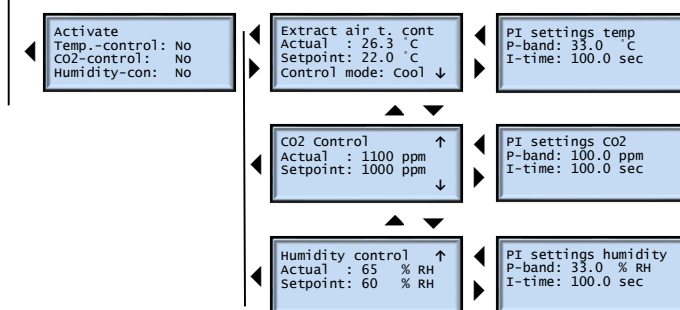 Activate
Temp.-control: No
CO2-control: No
Humidity-con: No
Extract air t. cont
Actual : 26.3 °C
Setpoint: 22.0 °C
Control mode: Cool ↓
PI settings temp
P-band: 33.0 °C
I-time: 100.0 sec
CO2 Control ↑
Actual : 1100 ppm
Setpoint: 1000 ppm
↓
PI settings CO2
P-band: 100.0 ppm
I-time: 100.0 sec
Humidity control ↑
Actual : 65 % RH
Setpoint: 60 % RH
PI settings humidity
P-band: 33.0 % RH
I-time: 100.0 sec